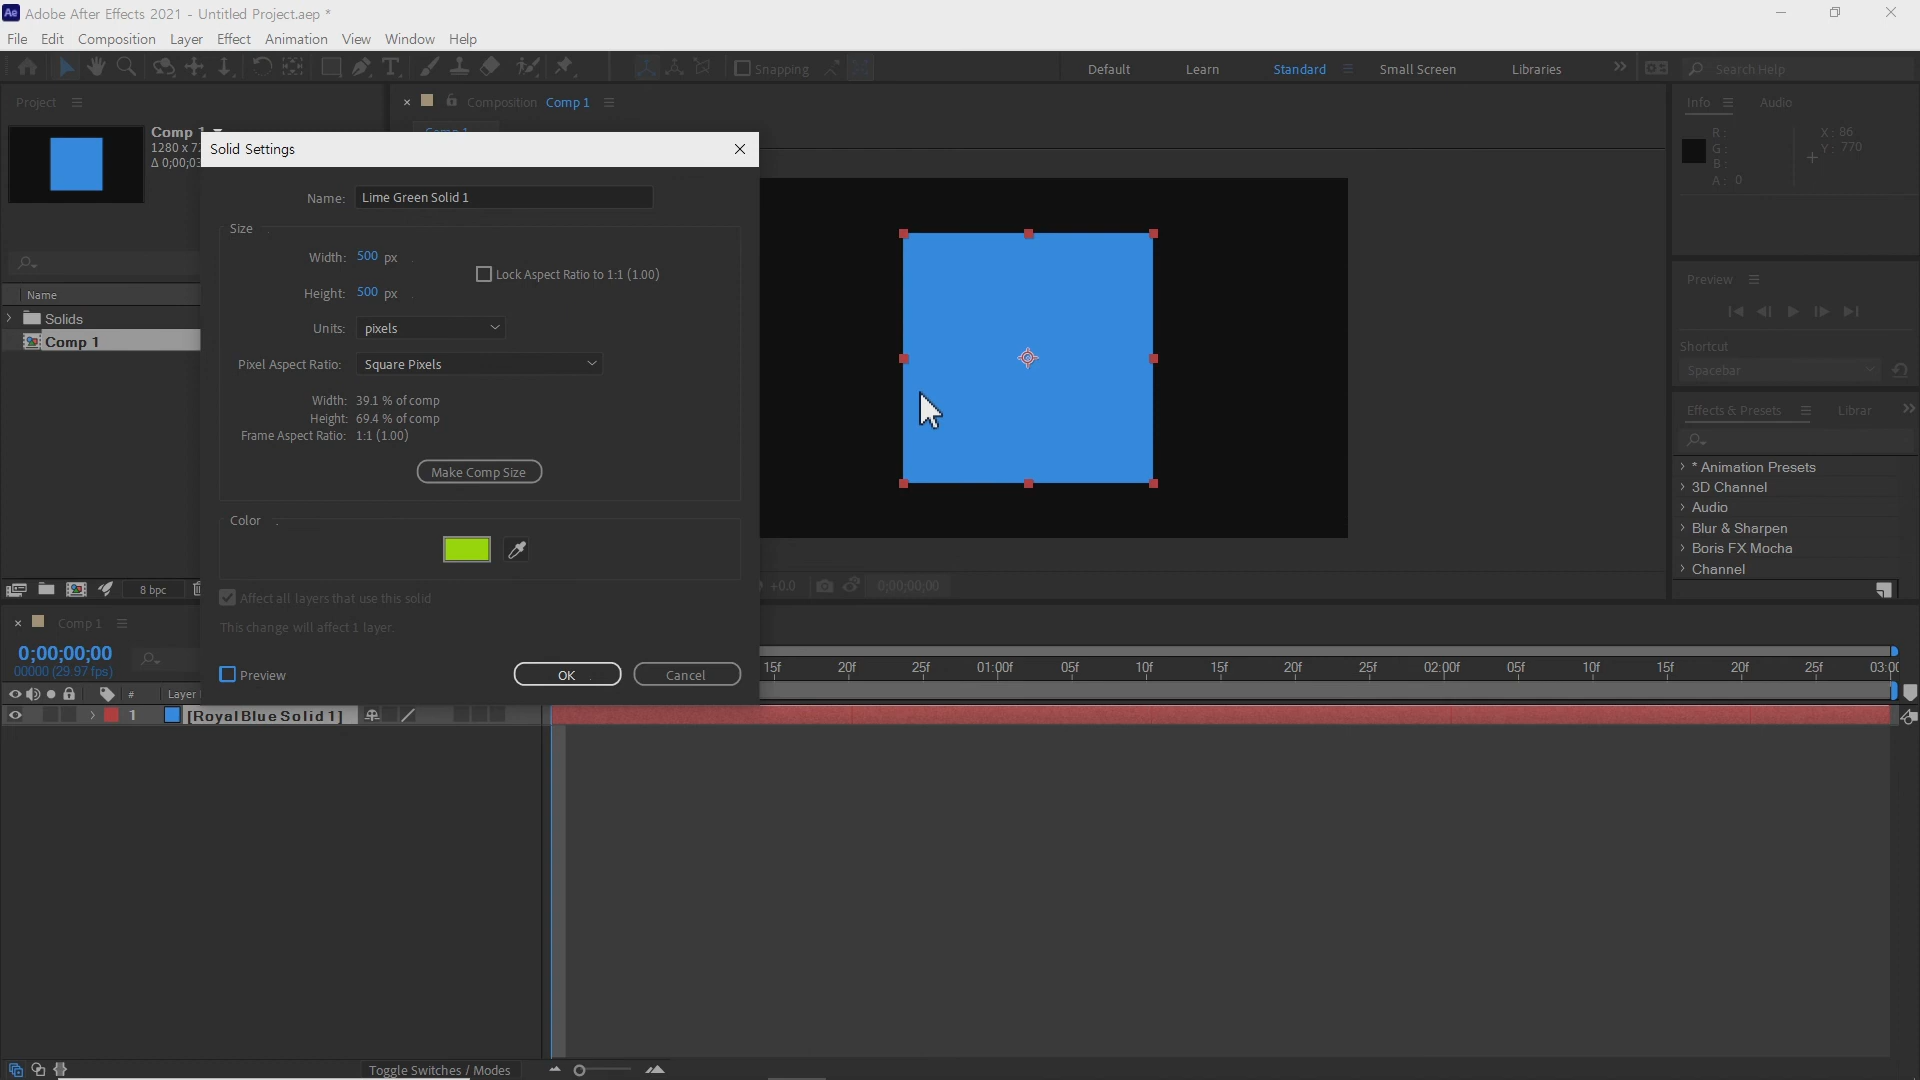 Ae Adobe After Effects 2021 - Untitled Project.aep *
File Edit Composition Layer Effect Animation View Window Help
Snapping
Default Learn Standard Small Screen Libraries
Search Help
Project
Composition Comp 1
Info Audio
Comp 1
R: X: 86
G: Y: 770
B:
A: 0
Solid Settings
Name: Lime Green Solid 1
Size
Width: 500 px
Lock Aspect Ratio to 1:1 (1.00)
Height: 500 px
Units: pixels
Pixel Aspect Ratio: Square Pixels
Width: 39.1 % of comp
Height: 69.4 % of comp
Frame Aspect Ratio: 1:1 (1.00)
Make Comp Size
Color
Affect all layers that use this solid
This change will affect 1 layer.
Preview
OK Cancel
Name
Solids
Comp 1
8 bpc
+0.0 0;00;00;00
Preview
Shortcut
Spacebar
Effects & Presets Librar
* Animation Presets
3D Channel
Audio
Blur & Sharpen
Boris FX Mocha
Channel
Comp 1
0;00;00;00
00000 (29.97 fps)
15f 20f 25f 01:00f 05f 10f 15f 20f 25f 02:00f 05f 10f 15f 20f 25f
# Layer
1 [Royal Blue Solid 1]
Toggle Switches / Modes